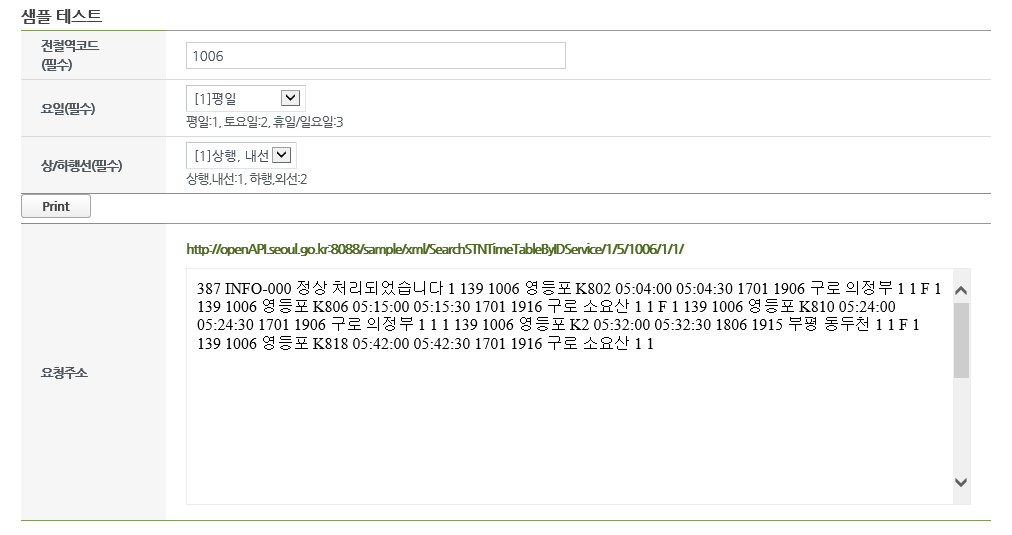 샘플 테스트
전철역코드
(필수)
1006
요일(필수)
[1]평일
평일:1, 토요일:2, 휴일/일요일:3
상/하행선(필수)
[1]상행, 내선
상행,내선:1, 하행,외선:2
Print
http://openAPI.seoul.go.kr:8088/sample/xml/SearchSTNTimeTableByIDService/1/5/1006/1/1/
요청주소
387 INFO-000 정상 처리되었습니다 1 139 1006 영등포 K802 05:04:00 05:04:30 1701 1906 구로 의정부 1 1 F 1
139 1006 영등포 K806 05:15:00 05:15:30 1701 1916 구로 소요산 1 1 F 1 139 1006 영등포 K810 05:24:00
05:24:30 1701 1906 구로 의정부 1 1 1 139 1006 영등포 K2 05:32:00 05:32:30 1806 1915 부평 동두천 1 1 F 1
139 1006 영등포 K818 05:42:00 05:42:30 1701 1916 구로 소요산 1 1